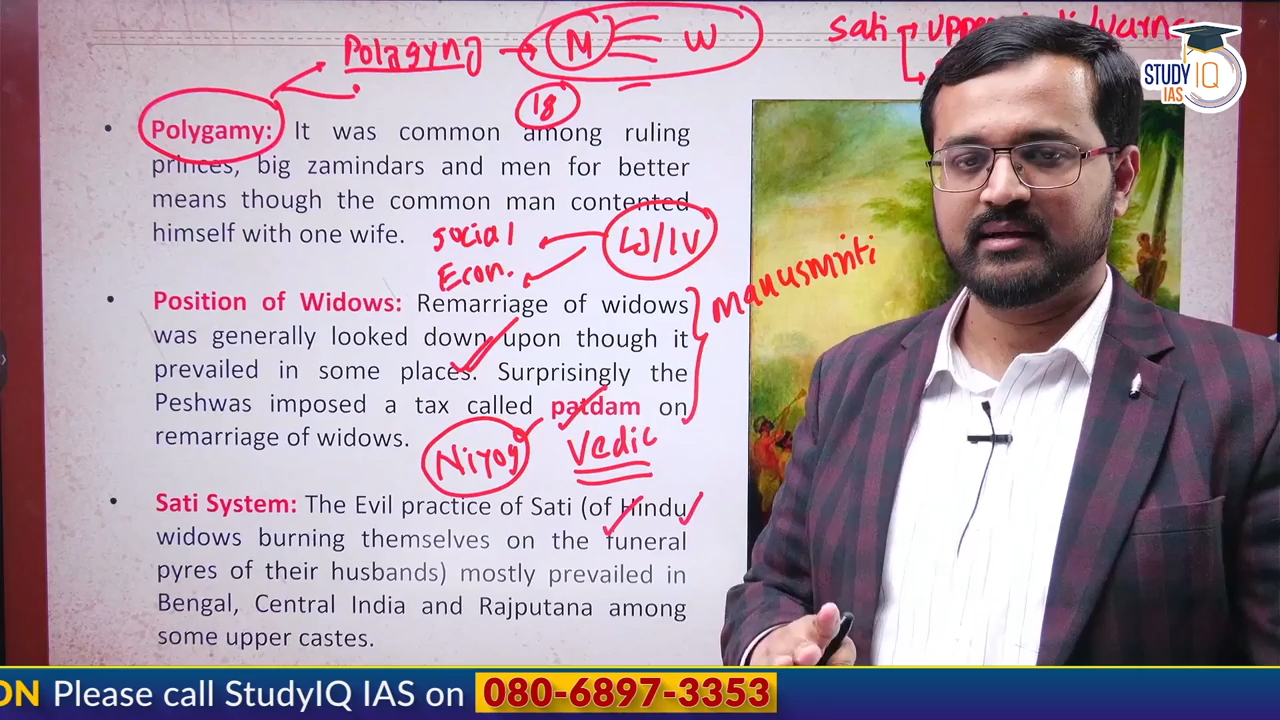 Polagyng → M W
sati → upper
STUDY IQ
IAS
18
• Polygamy: It was common among ruling
princes, big zamindars and men for better
means though the common man contented
himself with one wife.
social
Econ.
W/IV
manusmriti
• Position of Widows: Remarriage of widows
was generally looked down upon though it
prevailed in some places. Surprisingly the
Peshwas imposed a tax called patdam on
remarriage of widows.
Niyog
Vedic
• Sati System: The Evil practice of Sati (of Hindu
widows burning themselves on the funeral
pyres of their husbands) mostly prevailed in
Bengal, Central India and Rajputana among
some upper castes.
ON Please call StudyIQ IAS on 080-6897-3353